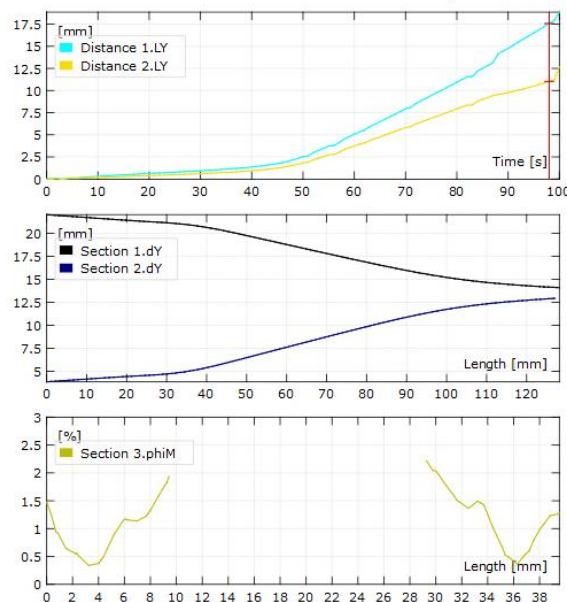 17.5
[mm]
15
Distance 1.LY
12.5
Distance 2.LY
10
7.5
5
2.5
Time [s]
0
0 10 20 30 40 50 60 70 80 90 100
[mm]
20
Section 1.dY
17.5
Section 2.dY
15
12.5
10
7.5
5
Length [mm]
0 10 20 30 40 50 60 70 80 90 100 110 120
3
[%]
2.5
Section 3.phiM
2
1.5
1
0.5
Length [mm]
0
0 2 4 6 8 10 12 14 16 18 20 22 24 26 28 30 32 34 36 38